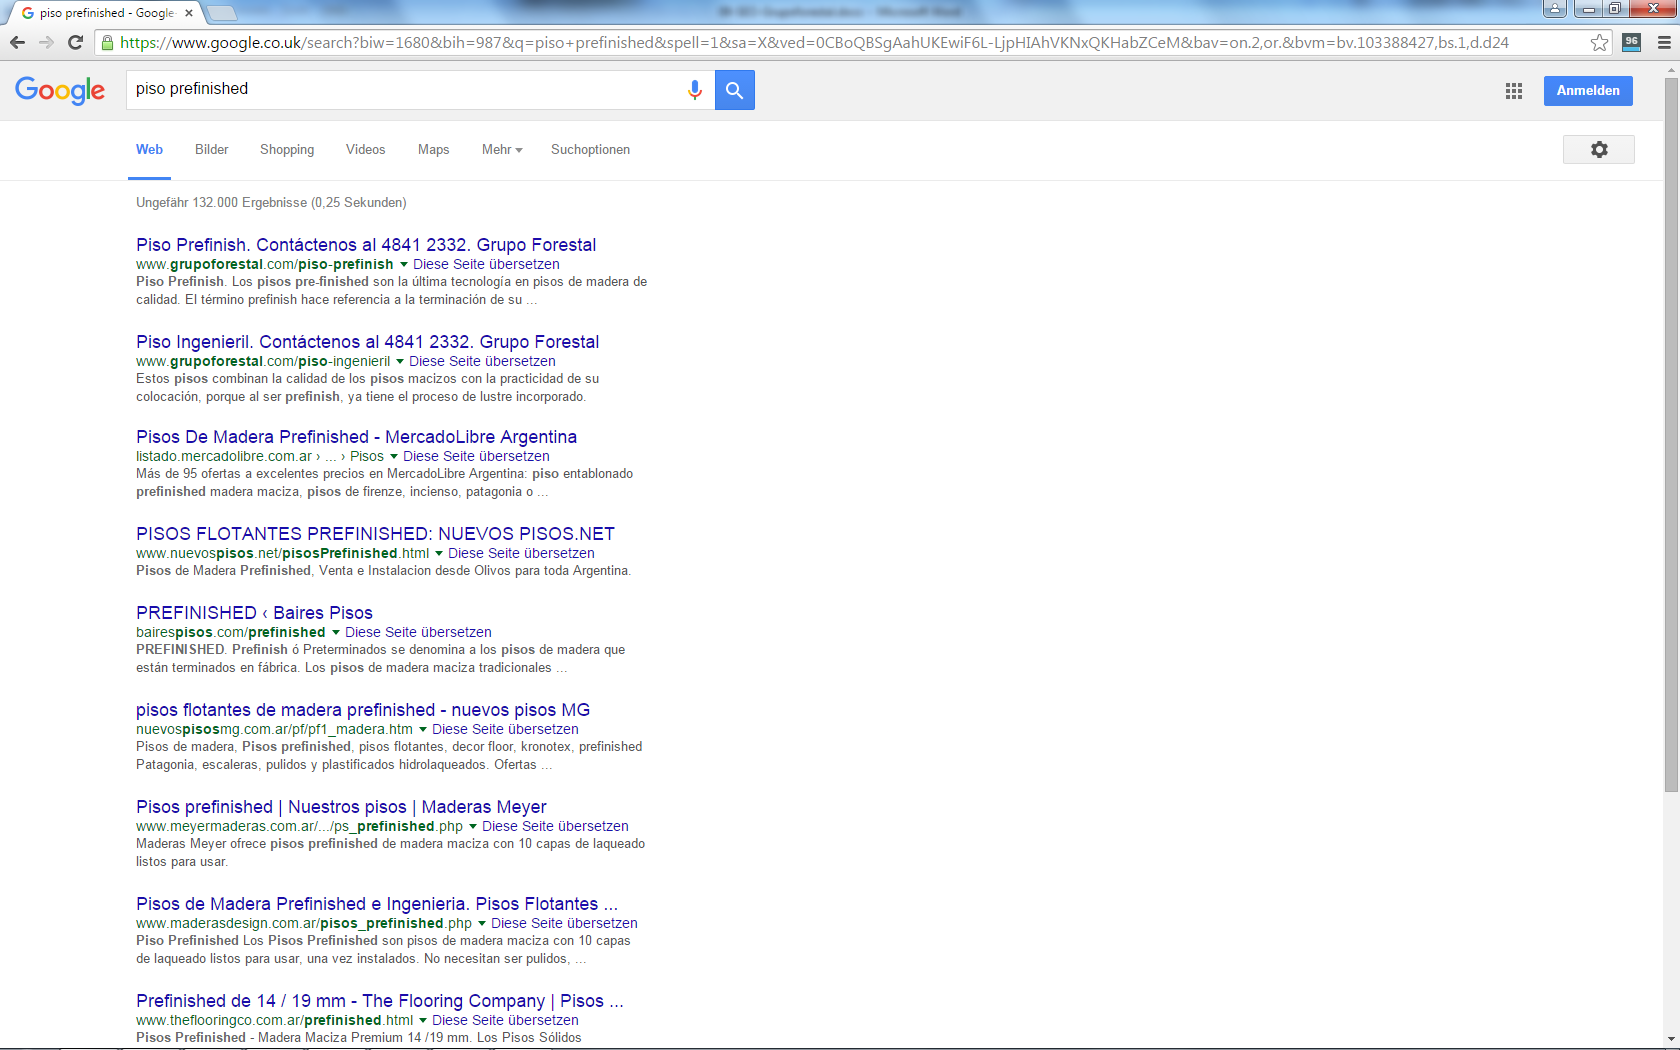 piso prefinished - Google
https://www.google.co.uk/search?biw=1680&bih=987&q=piso+prefinished&spell=1&sa=X&ved=0CBoQBSgAahUKEwiF6L-LjpHIAhVKNxQKHabZCeM&bav=on.2,or.&bvm=bv.103388427,bs.1,d.d24
96
Google
piso prefinished
Anmelden
Web Bilder Shopping Videos Maps Mehr Suchoptionen
Ungefähr 132.000 Ergebnisse (0,25 Sekunden)
Piso Prefinish. Contáctenos al 4841 2332. Grupo Forestal
www.grupoforestal.com/piso-prefinish Diese Seite übersetzen
Piso Prefinish. Los pisos pre-finished son la última tecnología en pisos de madera de
calidad. El término prefinish hace referencia a la terminación de su ...
Piso Ingenieril. Contáctenos al 4841 2332. Grupo Forestal
www.grupoforestal.com/piso-ingenieril Diese Seite übersetzen
Estos pisos combinan la calidad de los pisos macizos con la practicidad de su
colocación, porque al ser prefinish, ya tiene el proceso de lustre incorporado.
Pisos De Madera Prefinished - MercadoLibre Argentina
listado.mercadolibre.com.ar › ... › Pisos Diese Seite übersetzen
Más de 95 ofertas a excelentes precios en MercadoLibre Argentina: piso entablonado
prefinished madera maciza, pisos de firenze, incienso, patagonia o ...
PISOS FLOTANTES PREFINISHED: NUEVOS PISOS.NET
www.nuevospisos.net/pisosPrefinished.html Diese Seite übersetzen
Pisos de Madera Prefinished, Venta e Instalacion desde Olivos para toda Argentina.
PREFINISHED ‹ Baires Pisos
bairespisos.com/prefinished Diese Seite übersetzen
PREFINISHED. Prefinish ó Preterminados se denomina a los pisos de madera que
están terminados en fábrica. Los pisos de madera maciza tradicionales ...
pisos flotantes de madera prefinished - nuevos pisos MG
nuevospisosmg.com.ar/pf/pf1_madera.htm Diese Seite übersetzen
Pisos de madera, Pisos prefinished, pisos flotantes, decor floor, kronotex, prefinished
Patagonia, escaleras, pulidos y plastificados hidrolaqueados. Ofertas ...
Pisos prefinished | Nuestros pisos | Maderas Meyer
www.meyermaderas.com.ar/.../ps_prefinished.php Diese Seite übersetzen
Maderas Meyer ofrece pisos prefinished de madera maciza con 10 capas de laqueado
listos para usar.
Pisos de Madera Prefinished e Ingenieria. Pisos Flotantes ...
www.maderasdesign.com.ar/pisos_prefinished.php Diese Seite übersetzen
Piso Prefinished Los Pisos Prefinished son pisos de madera maciza con 10 capas
de laqueado listos para usar, una vez instalados. No necesitan ser pulidos, ...
Prefinished de 14 / 19 mm - The Flooring Company | Pisos ...
www.theflooringco.com.ar/prefinished.html Diese Seite übersetzen
Pisos Prefinished - Madera Maciza Premium 14 /19 mm. Los Pisos Sólidos